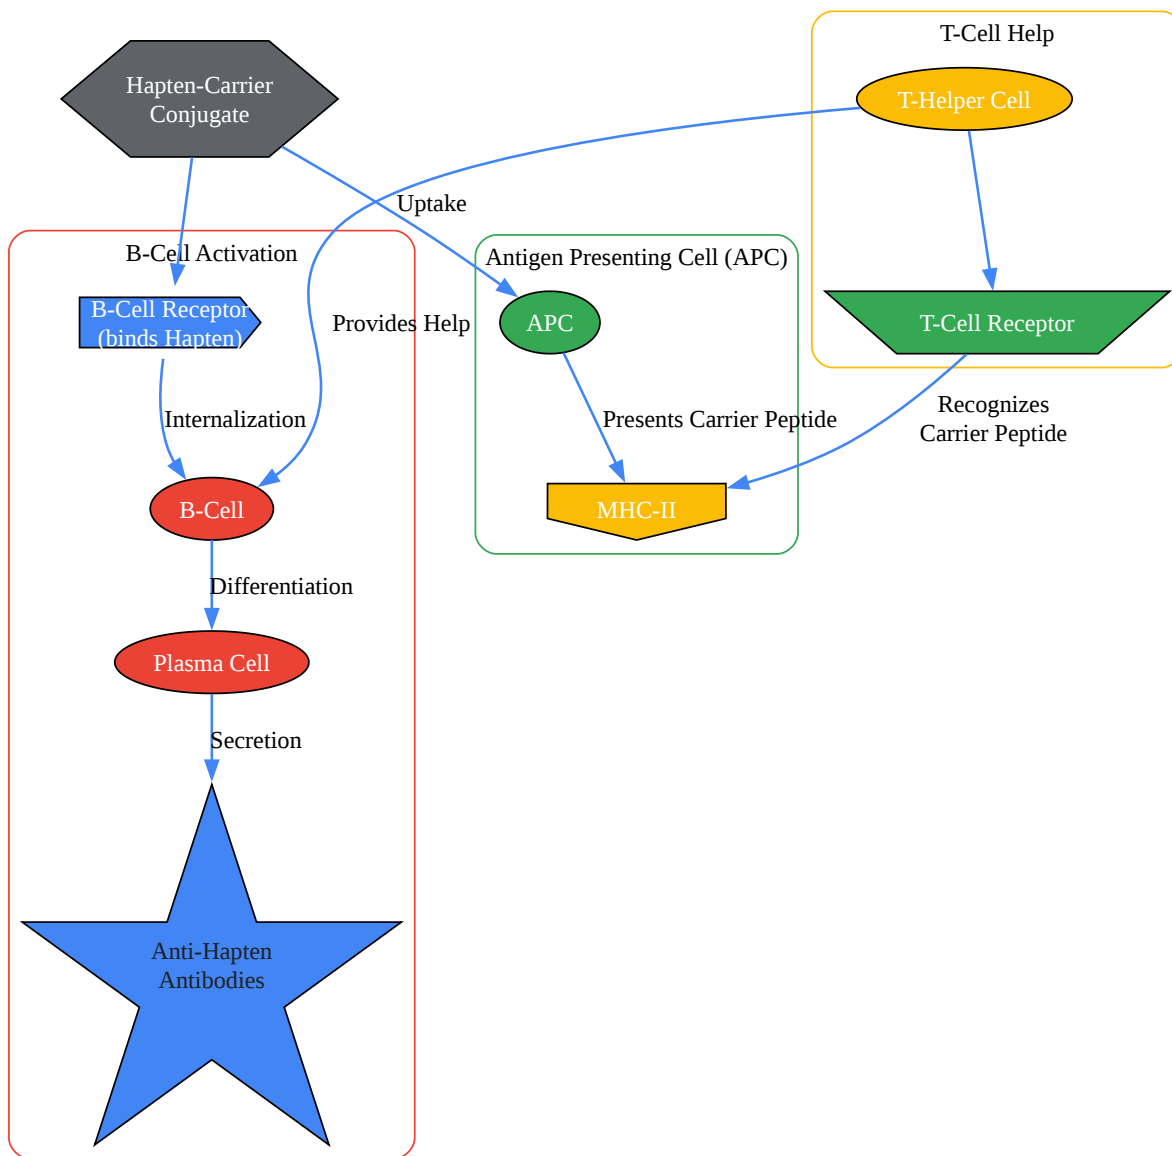 T-Cell Help
Hapten-Carrier
Conjugate
T-Helper Cell
Uptake
B-Cell Activation
Antigen Presenting Cell (APC)
B-Cell Receptor
(binds Hapten)
Provides Help
APC
T-Cell Receptor
Internalization
Presents Carrier Peptide
Recognizes
Carrier Peptide
B-Cell
MHC-II
Differentiation
Plasma Cell
Secretion
Anti-Hapten
Antibodies